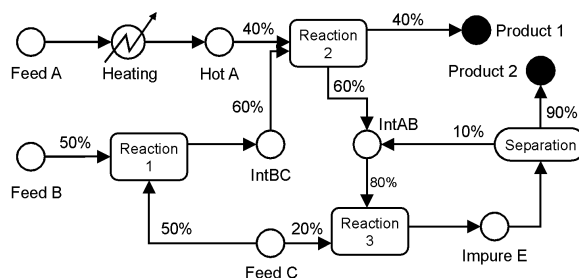 40%
40%
Reaction
2
Product 1
Feed A
Heating
Hot A
Product 2
60%
60%
90%
50%
IntAB
10%
Reaction
1
Separation
IntBC
Feed B
80%
50%
20%
Reaction
3
Feed C
Impure E